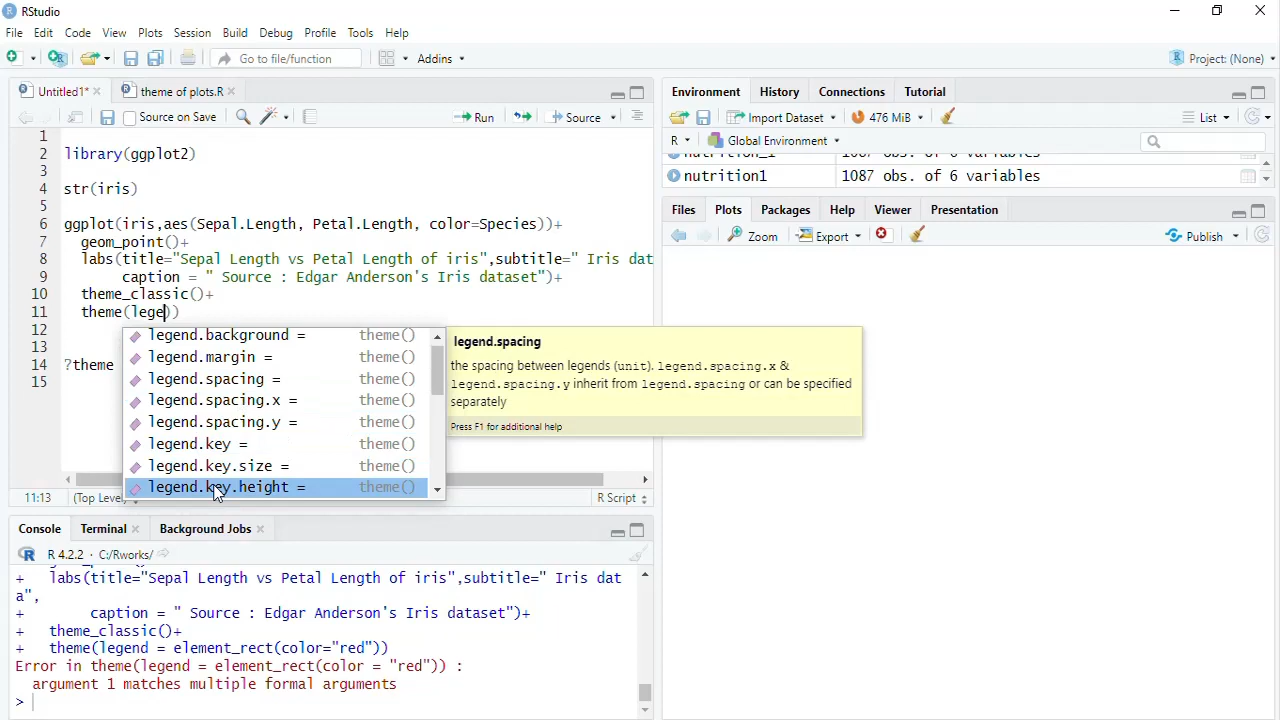 RStudio
File Edit Code View Plots Session Build Debug Profile Tools Help
Go to file/function Addins Project: (None)
Untitled1* theme of plots.R
Source on Save Run Source
1
2 library(ggplot2)
3
4 str(iris)
5
6 ggplot(iris,aes(Sepal.Length, Petal.Length, color=Species))+
7 geom_point()+
8 labs(title="Sepal Length vs Petal Length of iris",subtitle=" Iris dat
9 caption = " Source : Edgar Anderson's Iris dataset")+
10 theme_classic()+
11 theme(lege))
12
13
14 ?theme
15
legend.background = theme()
legend.margin = theme()
legend.spacing = theme()
legend.spacing.x = theme()
legend.spacing.y = theme()
legend.key = theme()
legend.key.size = theme()
legend.key.height = theme()
legend.spacing
the spacing between legends (unit). legend.spacing.x &
legend.spacing.y inherit from legend.spacing or can be specified
separately
Press F1 for additional help
11:13 (Top Level) R Script
Console Terminal Background Jobs
R 4.2.2 · C:/Rworks/
+ labs(title="Sepal Length vs Petal Length of iris",subtitle=" Iris dat
a",
+ caption = " Source : Edgar Anderson's Iris dataset")+
+ theme_classic()+
+ theme(legend = element_rect(color="red"))
Error in theme(legend = element_rect(color = "red")) :
argument 1 matches multiple formal arguments
>
Environment History Connections Tutorial
Import Dataset 476 MiB List
R Global Environment
nutrition_1 1087 obs. of 6 variables
nutrition1 1087 obs. of 6 variables
Files Plots Packages Help Viewer Presentation
Zoom Export Publish